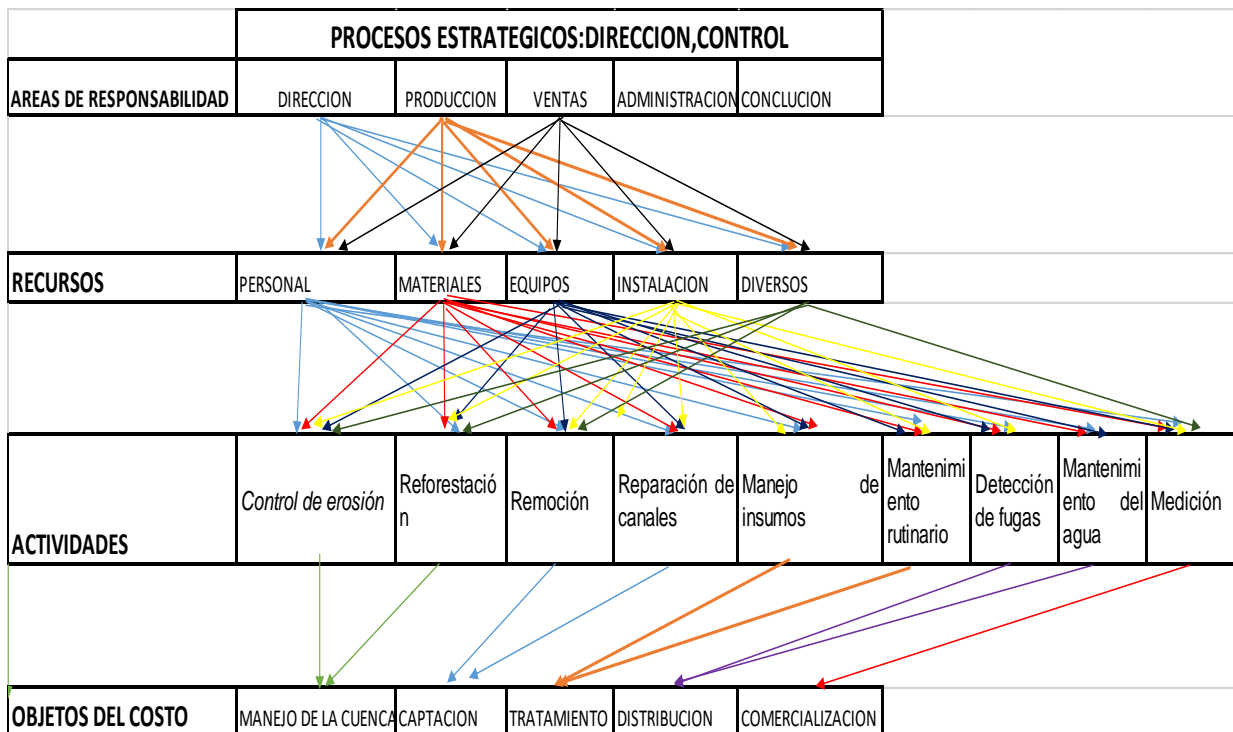 PROCESOS ESTRATEGICOS:DIRECCION,CONTROL
AREAS DE RESPONSABILIDAD
DIRECCION
PRODUCCION
VENTAS
ADMINISTRACION
CONCLUCION
RECURSOS
PERSONAL
MATERIALES
EQUIPOS
INSTALACION
DIVERSOS
ACTIVIDADES
Control de erosión
Reforestació
n
Remoción
Reparación de
canales
Manejo de
insumos
Mantenimi
ento
rutinario
Detección
de fugas
Mantenimi
ento del
agua
Medición
OBJETOS DEL COSTO
MANEJO DE LA CUENCA
CAPTACION
TRATAMIENTO
DISTRIBUCION
COMERCIALIZACION